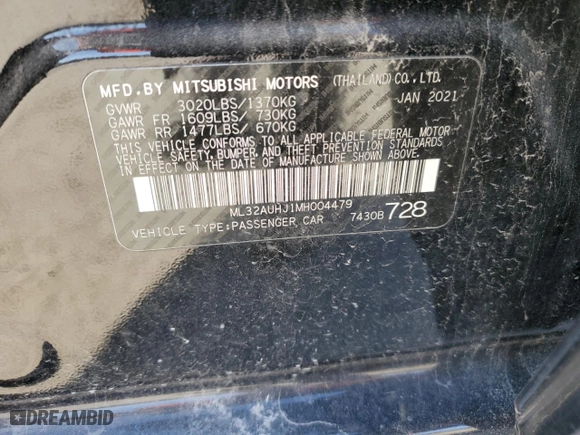 MFD.BY MITSUBISHI MOTORS (THAILAND) CO., LTD.
GVWR 3020LBS/1370KG JAN 2021
GAWR FR 1609LBS/ 730KG
GAWR RR 1477LBS/ 670KG
THIS VEHICLE CONFORMS TO ALL APPLICABLE FEDERAL MOTOR
VEHICLE SAFETY, BUMPER, AND THEFT PREVENTION STANDARDS
IN EFFECT ON THE DATE OF MANUFACTURE SHOWN ABOVE.
ML32AUHJ1MH004479
VEHICLE TYPE:PASSENGER CAR 7430B 728
DREAMBID